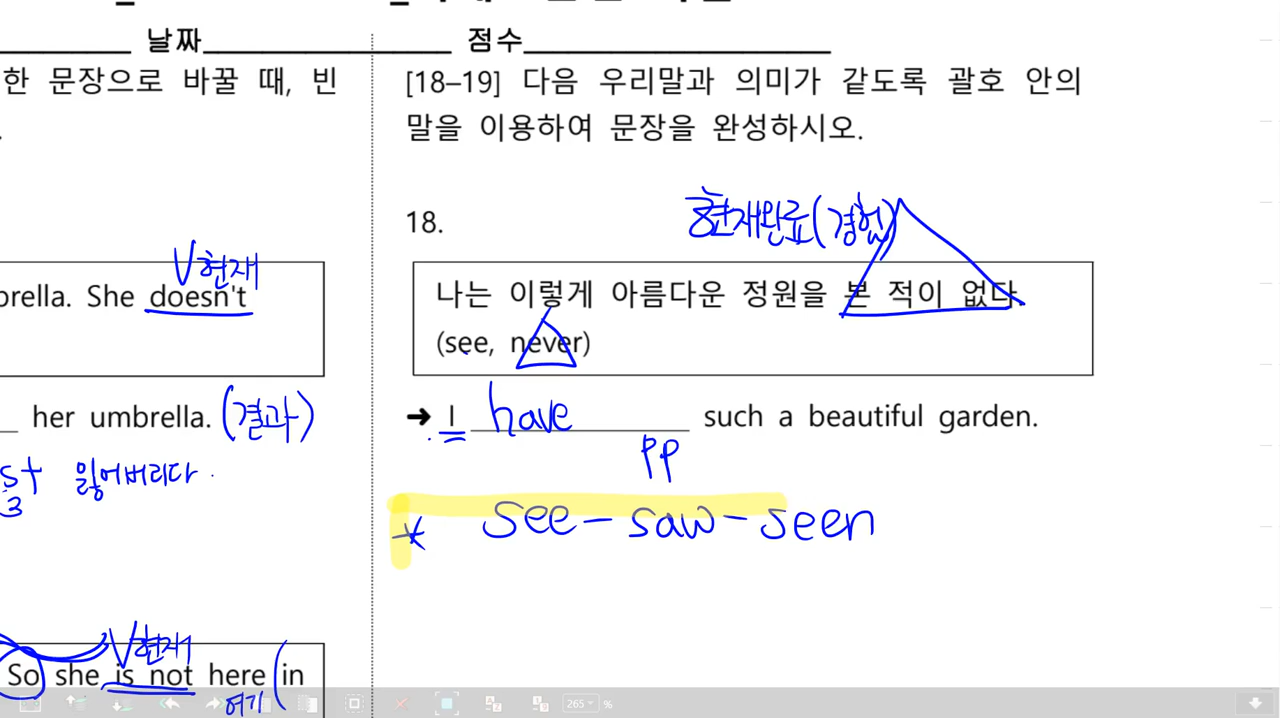 날짜 점수
한 문장으로 바꿀 때, 빈
.
V현재
brella. She doesn't
her umbrella. (결과)
st 잃어버리다.
3
V현재
So she is not here (in
여기
[18–19] 다음 우리말과 의미가 같도록 괄호 안의
말을 이용하여 문장을 완성하시오.
18.
현재완료(경험)
나는 이렇게 아름다운 정원을 본 적이 없다.
(see, never)
➔ I have such a beautiful garden.
pp
* see – saw – seen
265 %